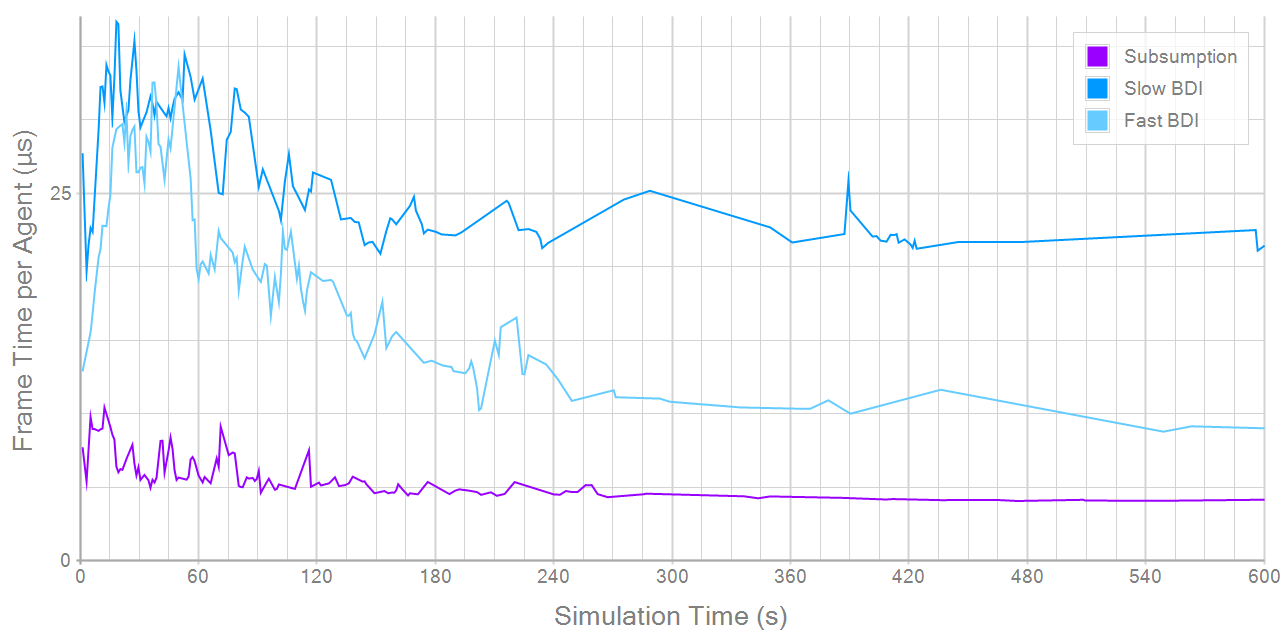 Frame Time per Agent (µs)
25
0
Subsumption
Slow BDI
Fast BDI
0 60 120 180 240 300 360 420 480 540 600
Simulation Time (s)